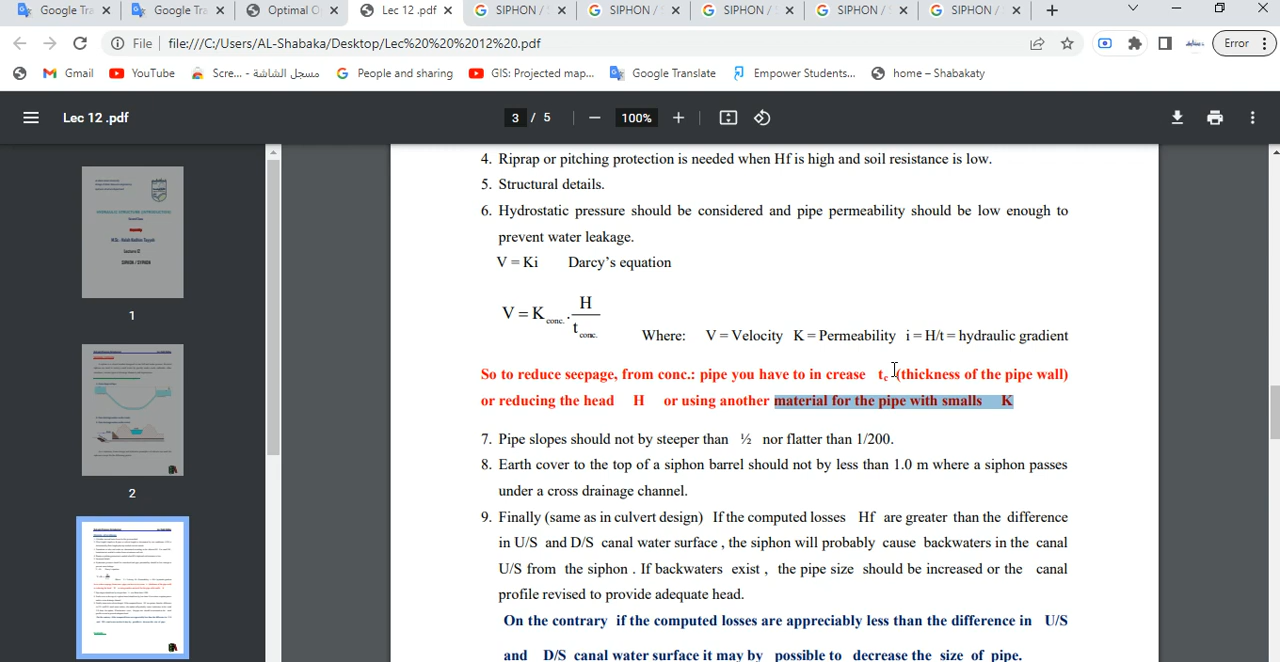 Google Tra
Google Tra
Optimal O
Lec 12 .pdf
SIPHON /
SIPHON /
SIPHON /
SIPHON /
SIPHON /
File
file:///C:/Users/AL-Shabaka/Desktop/Lec%20%20%2012%20.pdf
Error
Gmail
YouTube
Scre... - مسجل الشاشة
People and sharing
GIS: Projected map...
Google Translate
Empower Students...
home – Shabakaty
Lec 12 .pdf
3 / 5
100%
1
2
4. Riprap or pitching protection is needed when Hf is high and soil resistance is low.
5. Structural details.
6. Hydrostatic pressure should be considered and pipe permeability should be low enough to
prevent water leakage.
V = Ki Darcy's equation
V = K conc. . H / t conc.
Where: V = Velocity K = Permeability i = H/t = hydraulic gradient
So to reduce seepage, from conc.: pipe you have to in crease tc (thickness of the pipe wall)
or reducing the head H or using another material for the pipe with smalls K
7. Pipe slopes should not by steeper than ½ nor flatter than 1/200.
8. Earth cover to the top of a siphon barrel should not by less than 1.0 m where a siphon passes
under a cross drainage channel.
9. Finally (same as in culvert design) If the computed losses Hf are greater than the difference
in U/S and D/S canal water surface , the siphon will probably cause backwaters in the canal
U/S from the siphon . If backwaters exist , the pipe size should be increased or the canal
profile revised to provide adequate head.
On the contrary if the computed losses are appreciably less than the difference in U/S
and D/S canal water surface it may by possible to decrease the size of pipe.